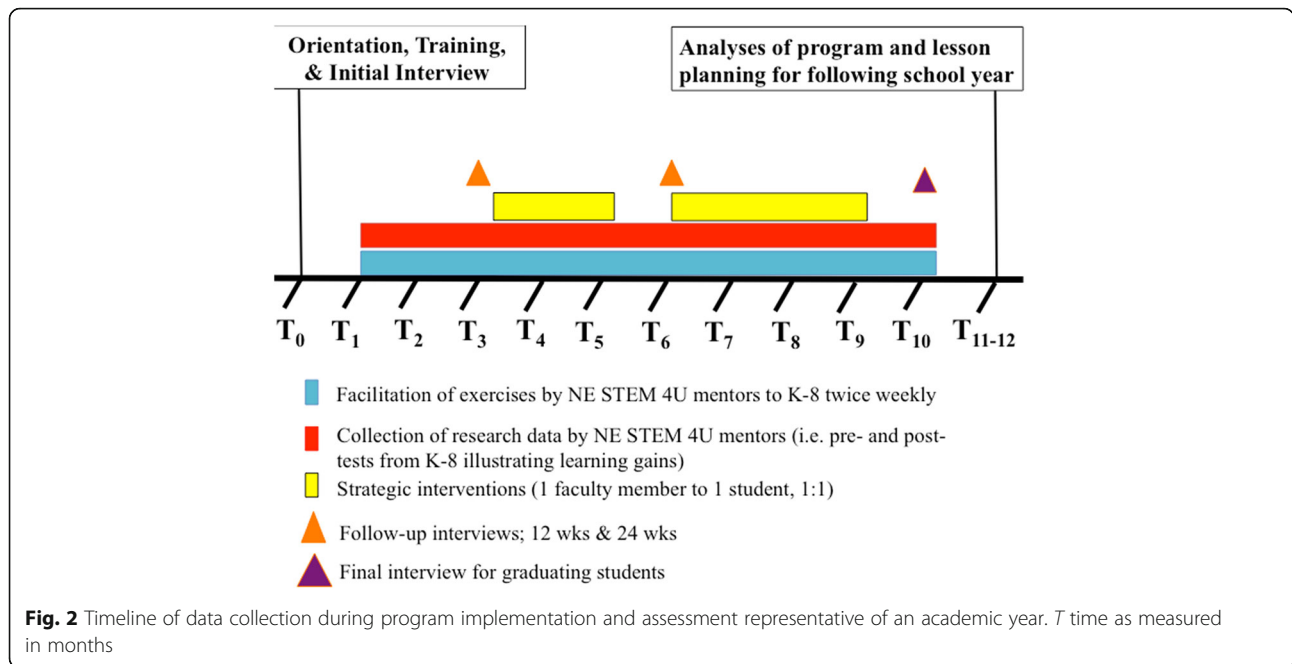 Orientation, Training,
& Initial Interview
Analyses of program and lesson
planning for following school year
T0 T1 T2 T3 T4 T5 T6 T7 T8 T9 T10 T11-12
Facilitation of exercises by NE STEM 4U mentors to K-8 twice weekly
Collection of research data by NE STEM 4U mentors (i.e. pre- and post-
tests from K-8 illustrating learning gains)
Strategic interventions (1 faculty member to 1 student, 1:1)
Follow-up interviews; 12 wks & 24 wks
Final interview for graduating students
Fig. 2 Timeline of data collection during program implementation and assessment representative of an academic year. T time as measured
in months